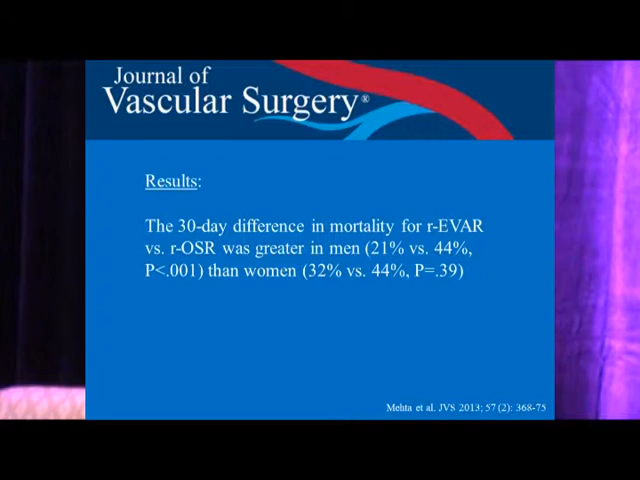 Journal of
Vascular Surgery®
Results:
The 30-day difference in mortality for r-EVAR
vs. r-OSR was greater in men (21% vs. 44%,
P<.001) than women (32% vs. 44%, P=.39)
Mehta et al. JVS 2013; 57 (2): 368-75